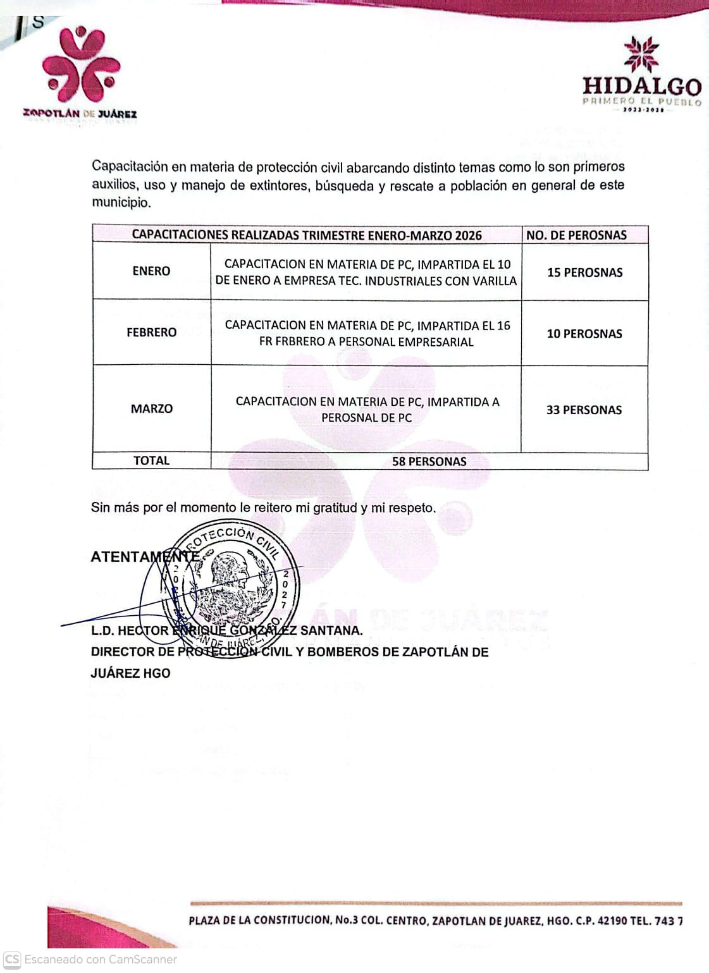 S
ZAPOTLÁN DE JUÁREZ
HIDALGO
PRIMERO EL PUEBLO
2022-2028
Capacitación en materia de protección civil abarcando distinto temas como lo son primeros
auxilios, uso y manejo de extintores, búsqueda y rescate a población en general de este
municipio.
CAPACITACIONES REALIZADAS TRIMESTRE ENERO-MARZO 2026 NO. DE PEROSNAS
ENERO CAPACITACION EN MATERIA DE PC, IMPARTIDA EL 10 15 PEROSNAS
DE ENERO A EMPRESA TEC. INDUSTRIALES CON VARILLA
FEBRERO CAPACITACION EN MATERIA DE PC, IMPARTIDA EL 16 10 PEROSNAS
FR FRBRERO A PERSONAL EMPRESARIAL
MARZO CAPACITACION EN MATERIA DE PC, IMPARTIDA A 33 PERSONAS
PEROSNAL DE PC
TOTAL 58 PERSONAS
Sin más por el momento le reitero mi gratitud y mi respeto.
ATENTAMENTE
PROTECCIÓN CIVIL
2027
ZAPOTLÁN DE JUÁREZ, HGO.
L.D. HECTOR ENRIQUE GONZÁLEZ SANTANA.
DIRECTOR DE PROTECCIÓN CIVIL Y BOMBEROS DE ZAPOTLÁN DE
JUÁREZ HGO
PLAZA DE LA CONSTITUCION, No.3 COL. CENTRO, ZAPOTLAN DE JUAREZ, HGO. C.P. 42190 TEL. 743 7
CS Escaneado con CamScanner